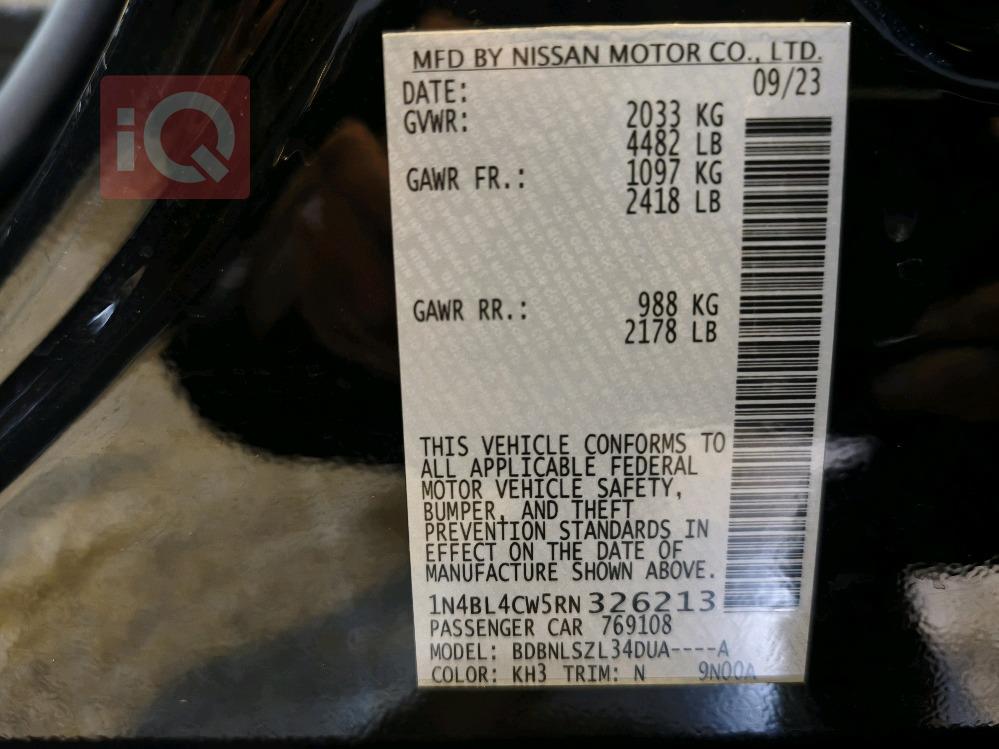 iQ
MFD BY NISSAN MOTOR CO., LTD.
DATE: 09/23
GVWR: 2033 KG
4482 LB
GAWR FR.: 1097 KG
2418 LB
GAWR RR.: 988 KG
2178 LB
THIS VEHICLE CONFORMS TO
ALL APPLICABLE FEDERAL
MOTOR VEHICLE SAFETY,
BUMPER, AND THEFT
PREVENTION STANDARDS IN
EFFECT ON THE DATE OF
MANUFACTURE SHOWN ABOVE.
1N4BL4CW5RN326213
PASSENGER CAR 769108
MODEL: BDBNLSZL34DUA----A
COLOR: KH3 TRIM: N 9N00A